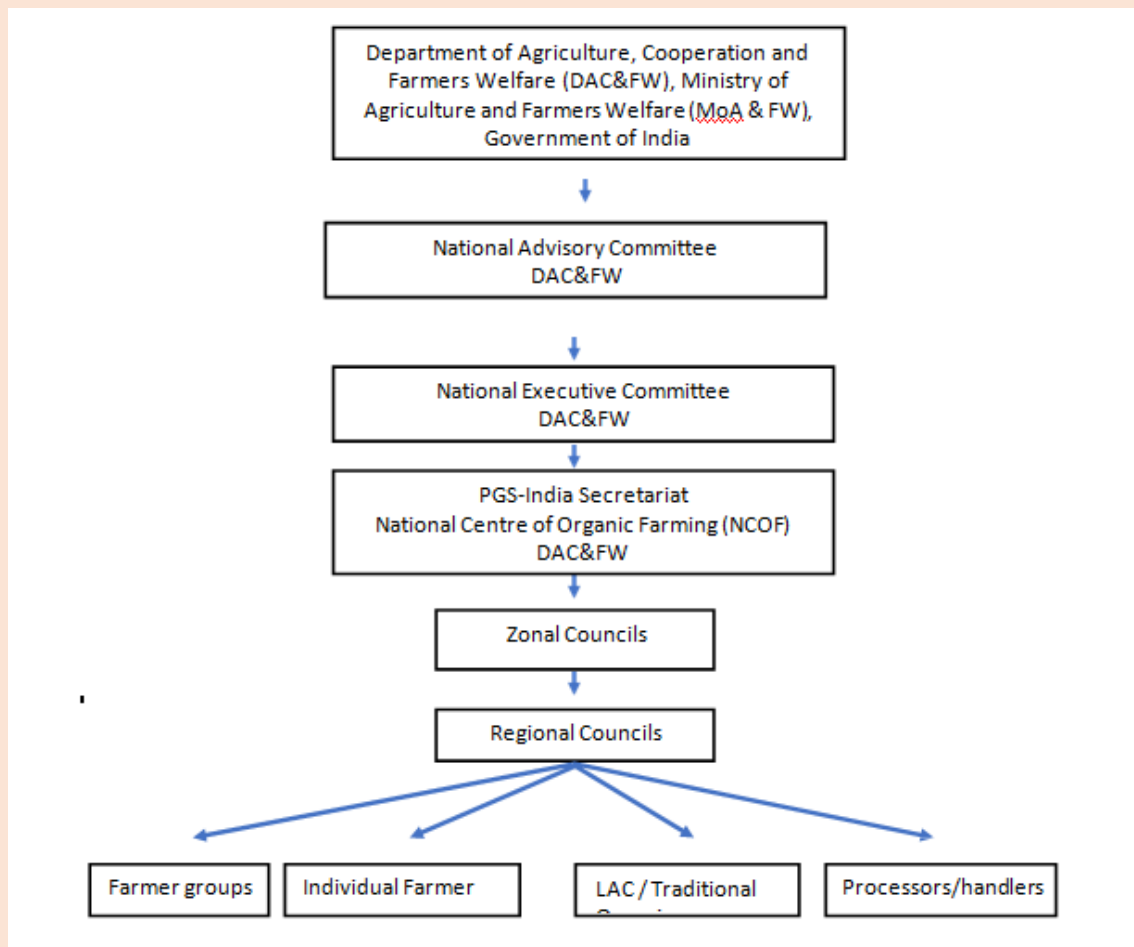 Department of Agriculture, Cooperation and
Farmers Welfare (DAC&FW), Ministry of
Agriculture and Farmers Welfare (MoA & FW),
Government of India
National Advisory Committee
DAC&FW
National Executive Committee
DAC&FW
PGS-India Secretariat
National Centre of Organic Farming (NCOF)
DAC&FW
Zonal Councils
Regional Councils
Farmer groups
Individual Farmer
LAC / Traditional
Processors/handlers